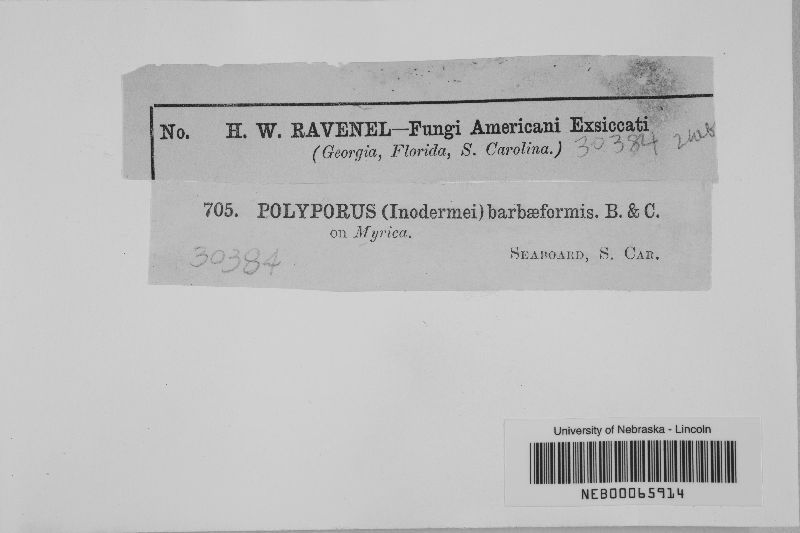 No. H. W. RAVENEL—Fungi Americani Exsiccati
(Georgia, Florida, S. Carolina.) 30384
705. POLYPORUS (Inodermei) barbæformis. B. & C.
on Myrica.
30384
SEABOARD, S. CAR.
University of Nebraska - Lincoln
NEB00065914